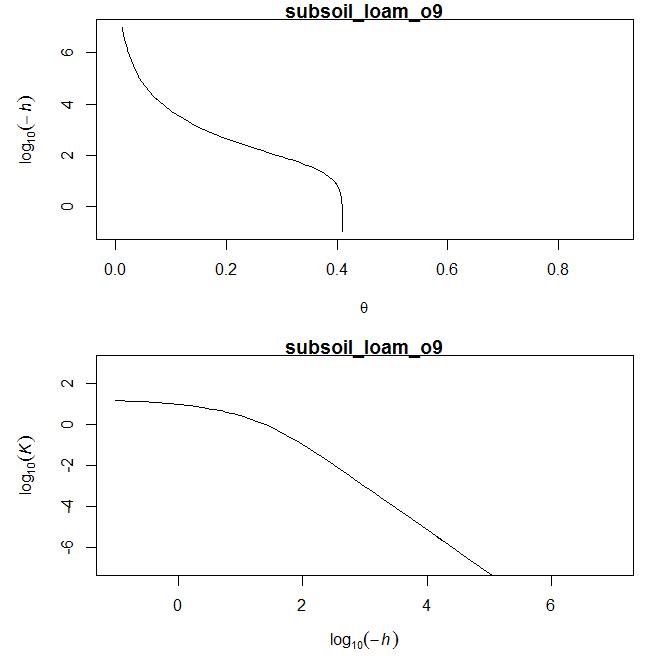 subsoil_loam_o9
6
4
2
0
log₁₀(−h)
0.0 0.2 0.4 0.6 0.8
θ
subsoil_loam_o9
2
0
-2
-4
-6
log₁₀(K)
0 2 4 6
log₁₀(−h)